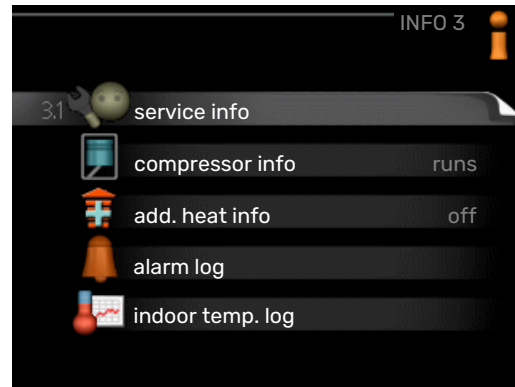 INFO 3
3.1 service info
compressor info runs
add. heat info off
alarm log
indoor temp. log